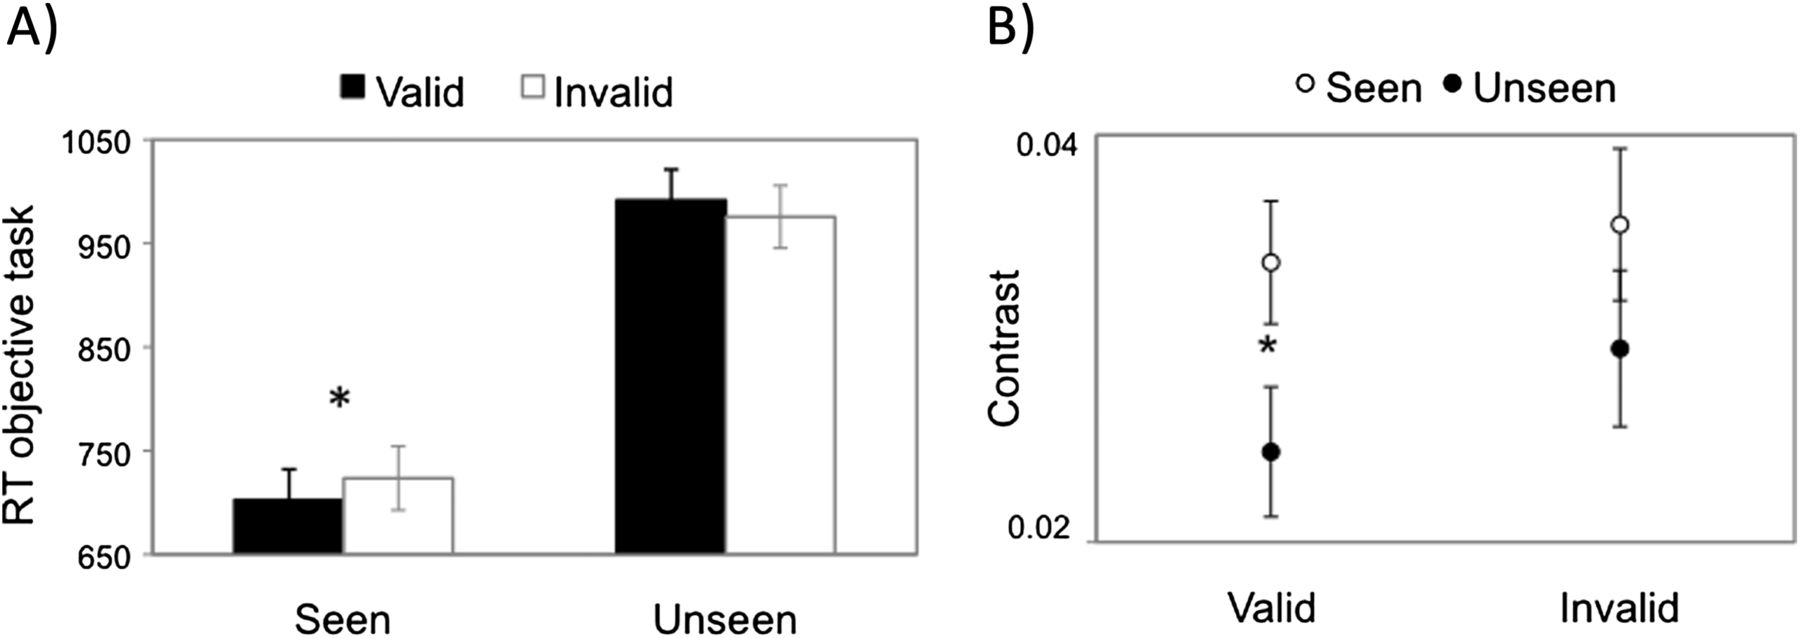 A)
Valid Invalid
1050
950
850
750
650
RT objective task
*
Seen Unseen
B)
Seen Unseen
0.04
0.02
Contrast
*
Valid Invalid